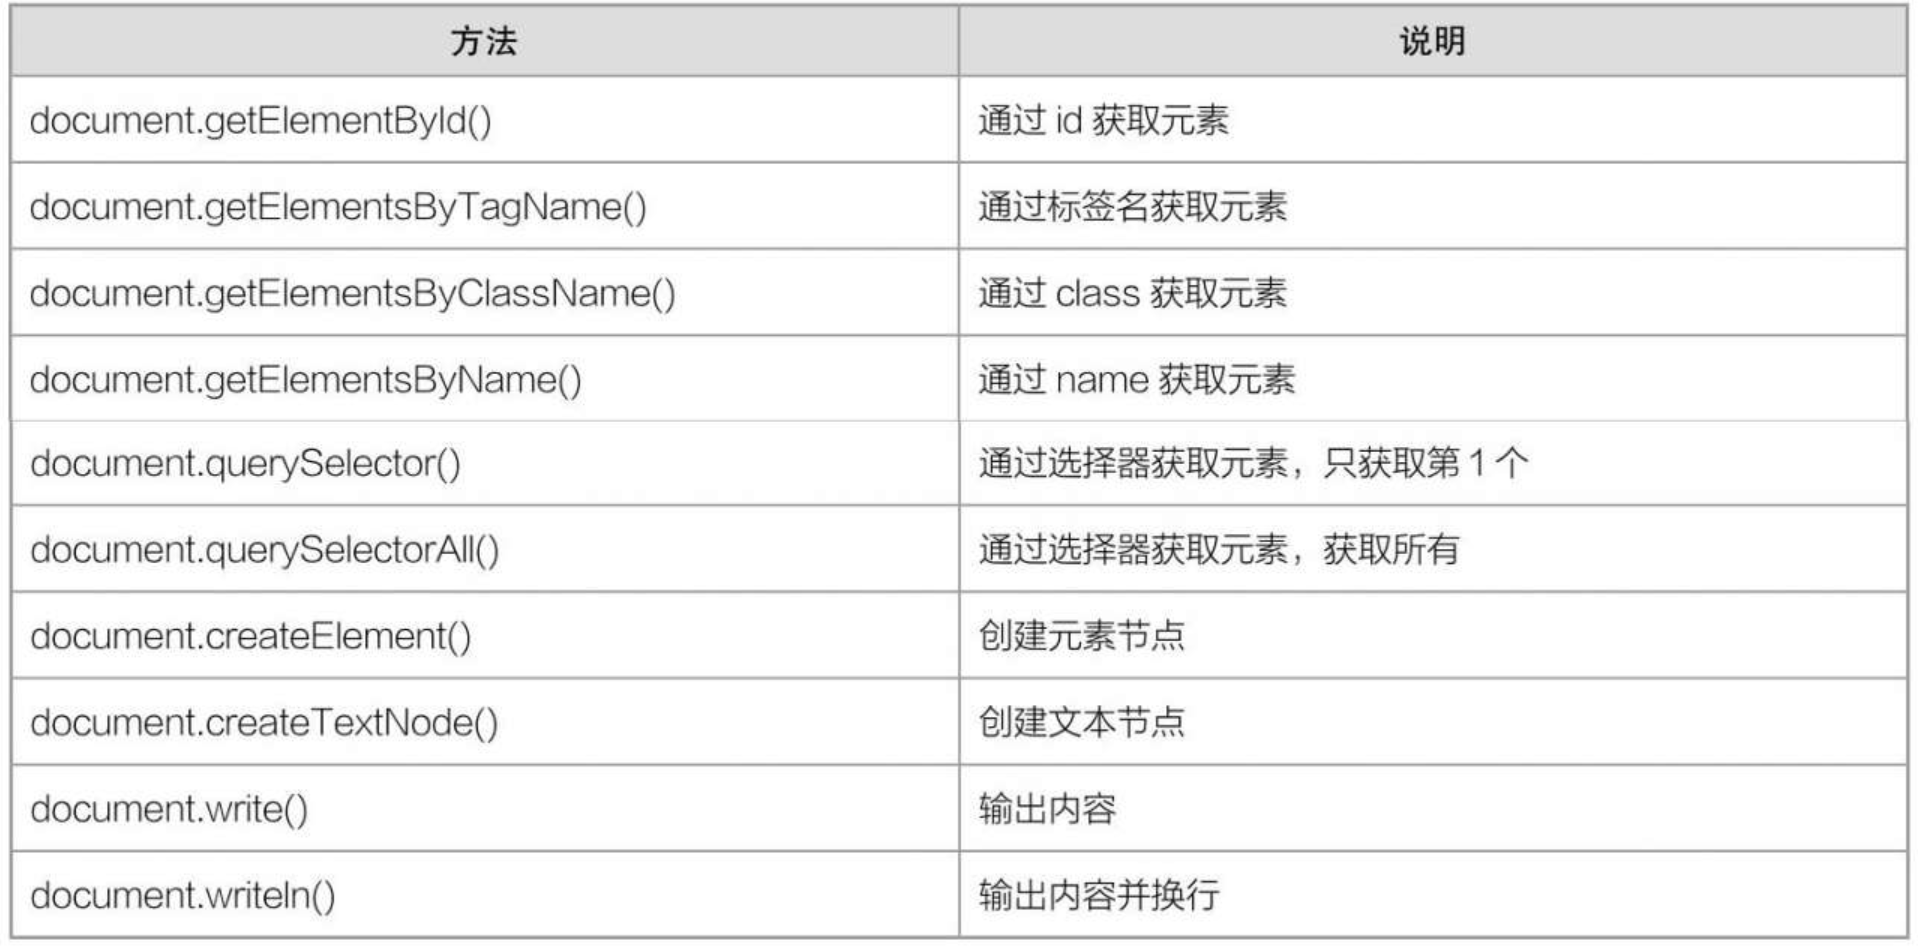 方法 说明
document.getElementById() 通过 id 获取元素
document.getElementsByTagName() 通过标签名获取元素
document.getElementsByClassName() 通过 class 获取元素
document.getElementsByName() 通过 name 获取元素
document.querySelector() 通过选择器获取元素，只获取第 1 个
document.querySelectorAll() 通过选择器获取元素，获取所有
document.createElement() 创建元素节点
document.createTextNode() 创建文本节点
document.write() 输出内容
document.writeln() 输出内容并换行